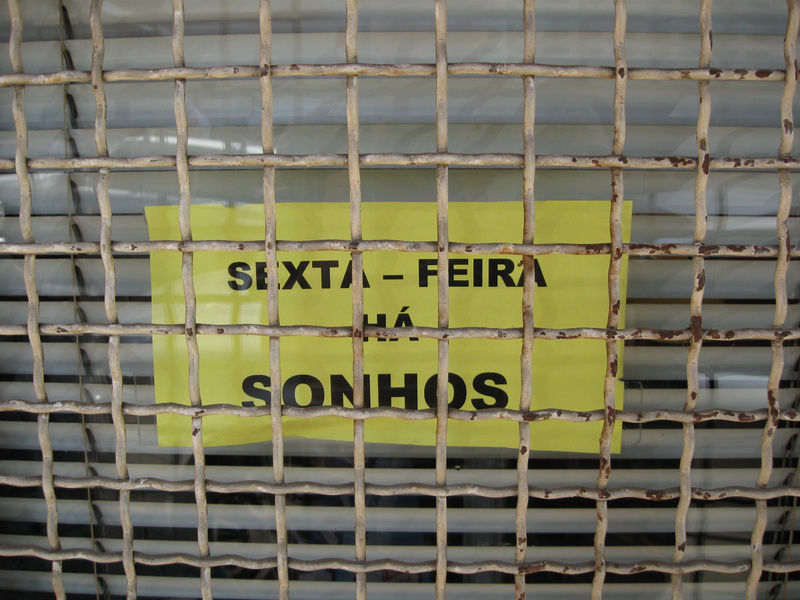 SEXTA – FEIRA
HÁ
SONHOS